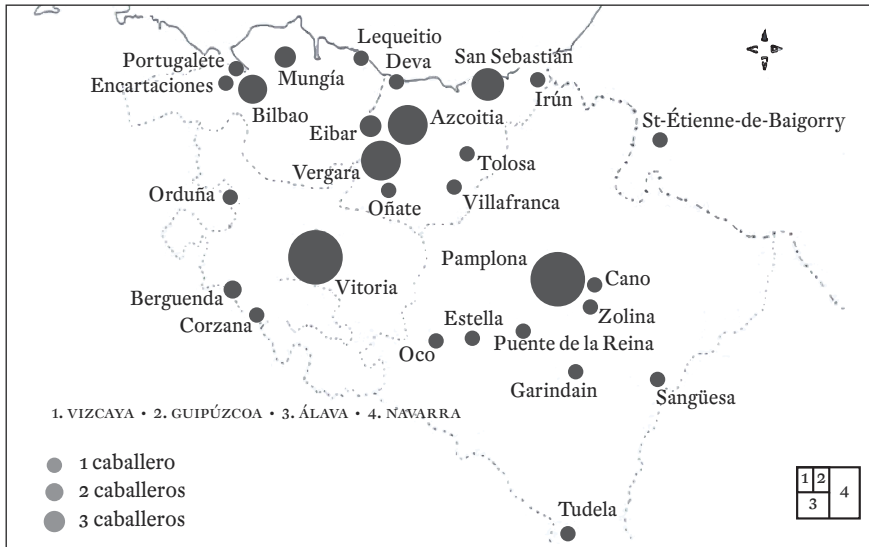 Lequeitio
Portugalete
Mungía
Deva
San Sebastián
Encartaciones
Bilbao
Irún
Eibar
Azcoitia
St-Étienne-de-Baigorry
Vergara
Tolosa
Orduña
Oñate
Villafranca
Pamplona
Vitoria
Cano
Berguenda
Zolina
Corzana
Estella
Oco
Puente de la Reina
Garindain
Sangüesa
1. VIZCAYA • 2. GUIPÚZCOA • 3. ÁLAVA • 4. NAVARRA
1 caballero
2 caballeros
3 caballeros
1 2
4
3
Tudela